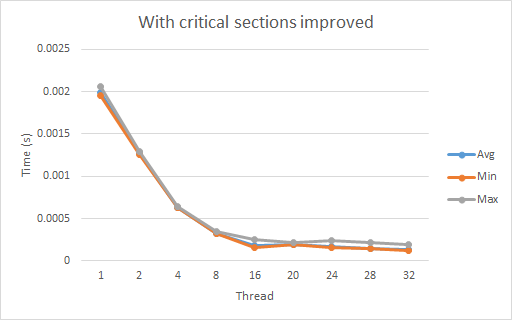 With critical sections improved
0.0025
0.002
0.0015
0.001
0.0005
0
Time (s)
1 2 4 8 16 20 24 28 32
Thread
Avg
Min
Max